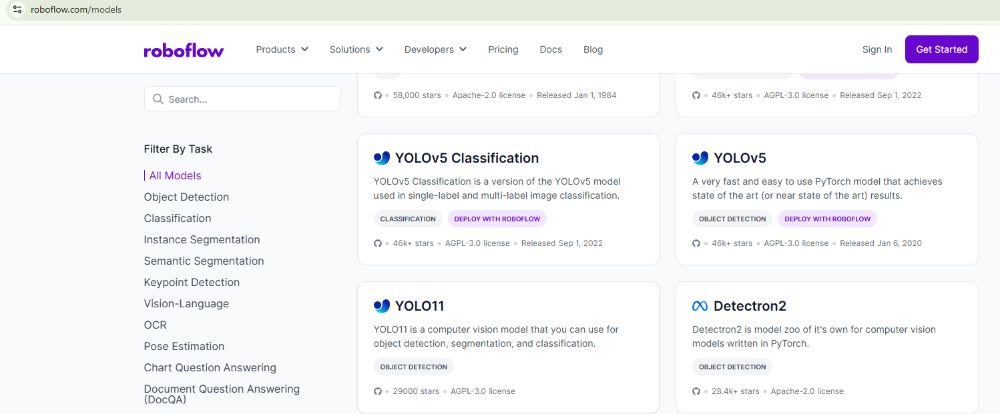 roboflow.com/models
roboflow
Products
Solutions
Developers
Pricing
Docs
Blog
Sign In
Get Started
Search...
Filter By Task
All Models
Object Detection
Classification
Instance Segmentation
Semantic Segmentation
Keypoint Detection
Vision-Language
OCR
Pose Estimation
Chart Question Answering
Document Question Answering
(DocQA)
58,000 stars • Apache-2.0 license • Released Jan 1, 1984
46k+ stars • AGPL-3.0 license • Released Sep 1, 2022
YOLOv5 Classification
YOLOv5 Classification is a version of the YOLOv5 model
used in single-label and multi-label image classification.
CLASSIFICATION
DEPLOY WITH ROBOFLOW
46k+ stars • AGPL-3.0 license • Released Sep 1, 2022
YOLOv5
A very fast and easy to use PyTorch model that achieves
state of the art (or near state of the art) results.
OBJECT DETECTION
DEPLOY WITH ROBOFLOW
46k+ stars • AGPL-3.0 license • Released Jan 6, 2020
YOLO11
YOLO11 is a computer vision model that you can use for
object detection, segmentation, and classification.
OBJECT DETECTION
29000 stars • AGPL-3.0 license
Detectron2
Detectron2 is model zoo of it's own for computer vision
models written in PyTorch.
OBJECT DETECTION
28.4k+ stars • Apache-2.0 license